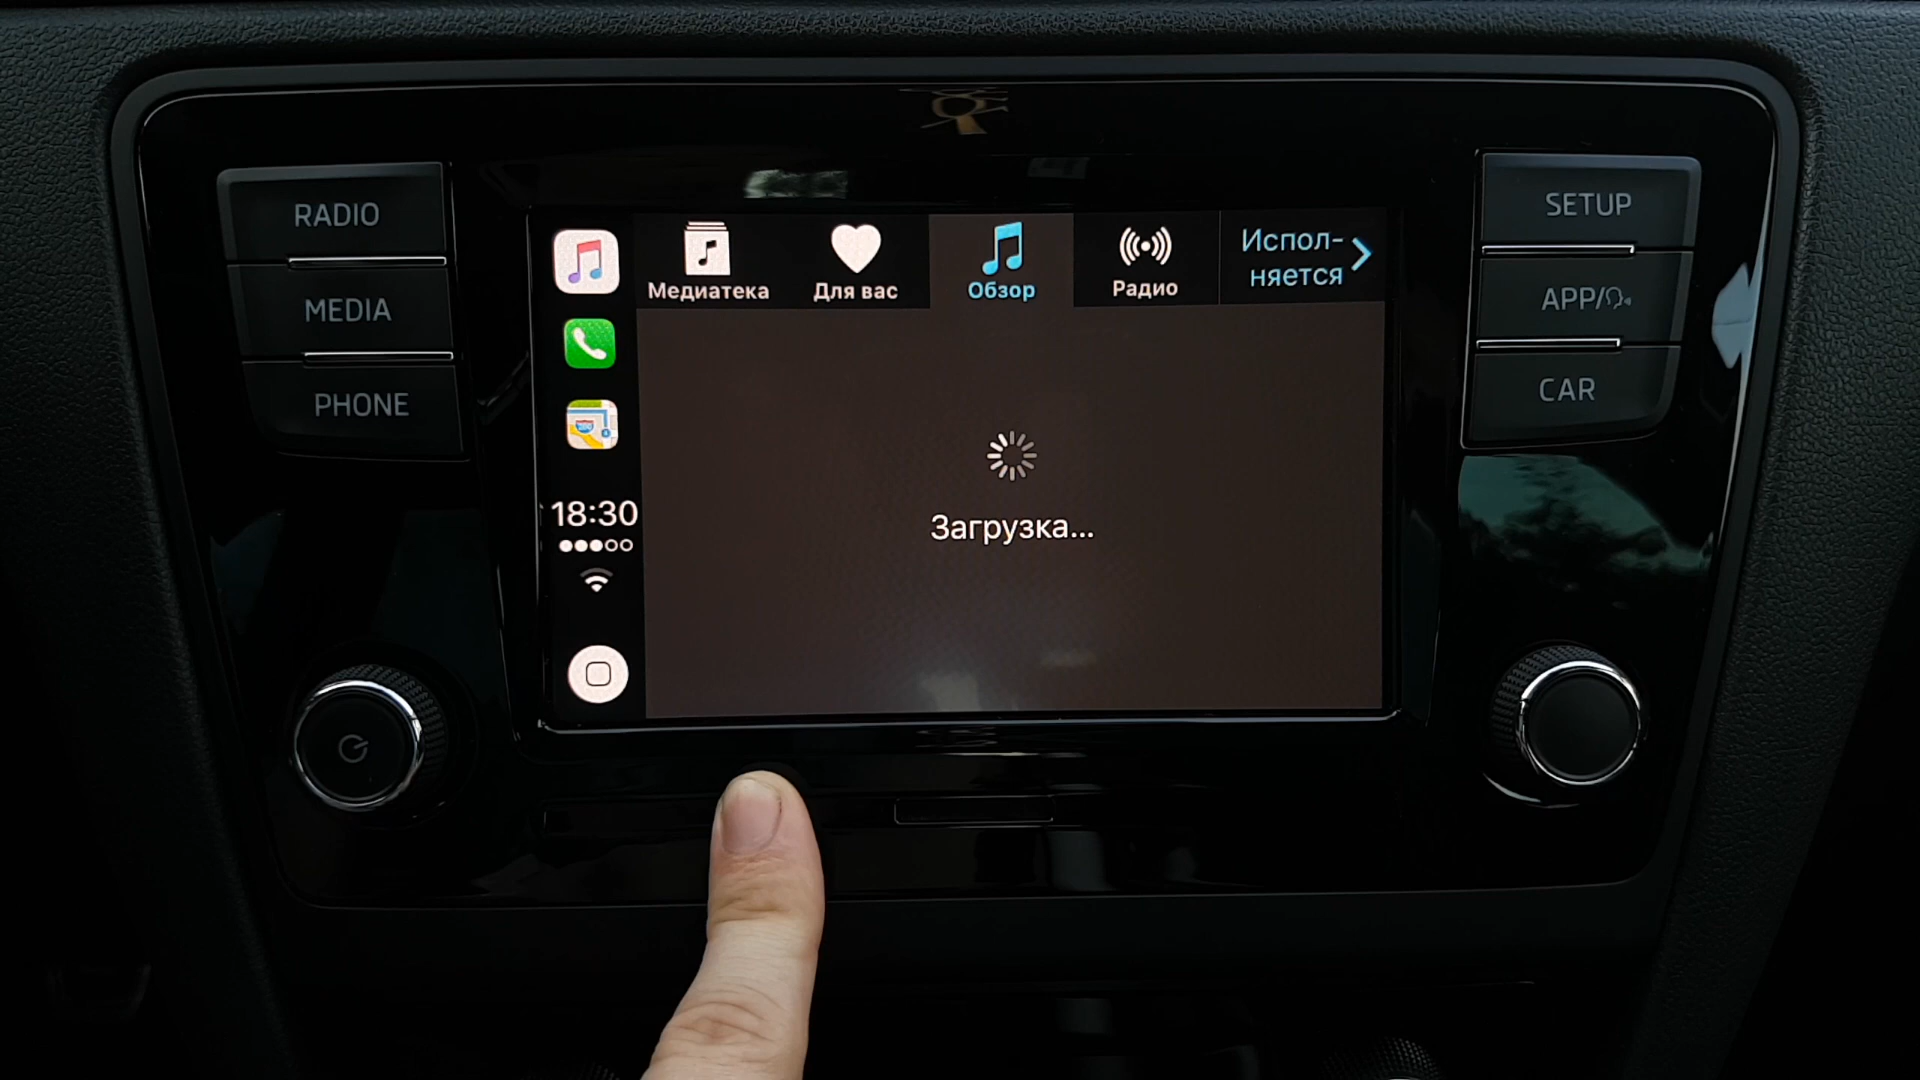 RADIO
MEDIA
PHONE
Медиатека
Для вас
Обзор
Радио
Испол-
няется
Загрузка...
18:30
SETUP
APP/
CAR